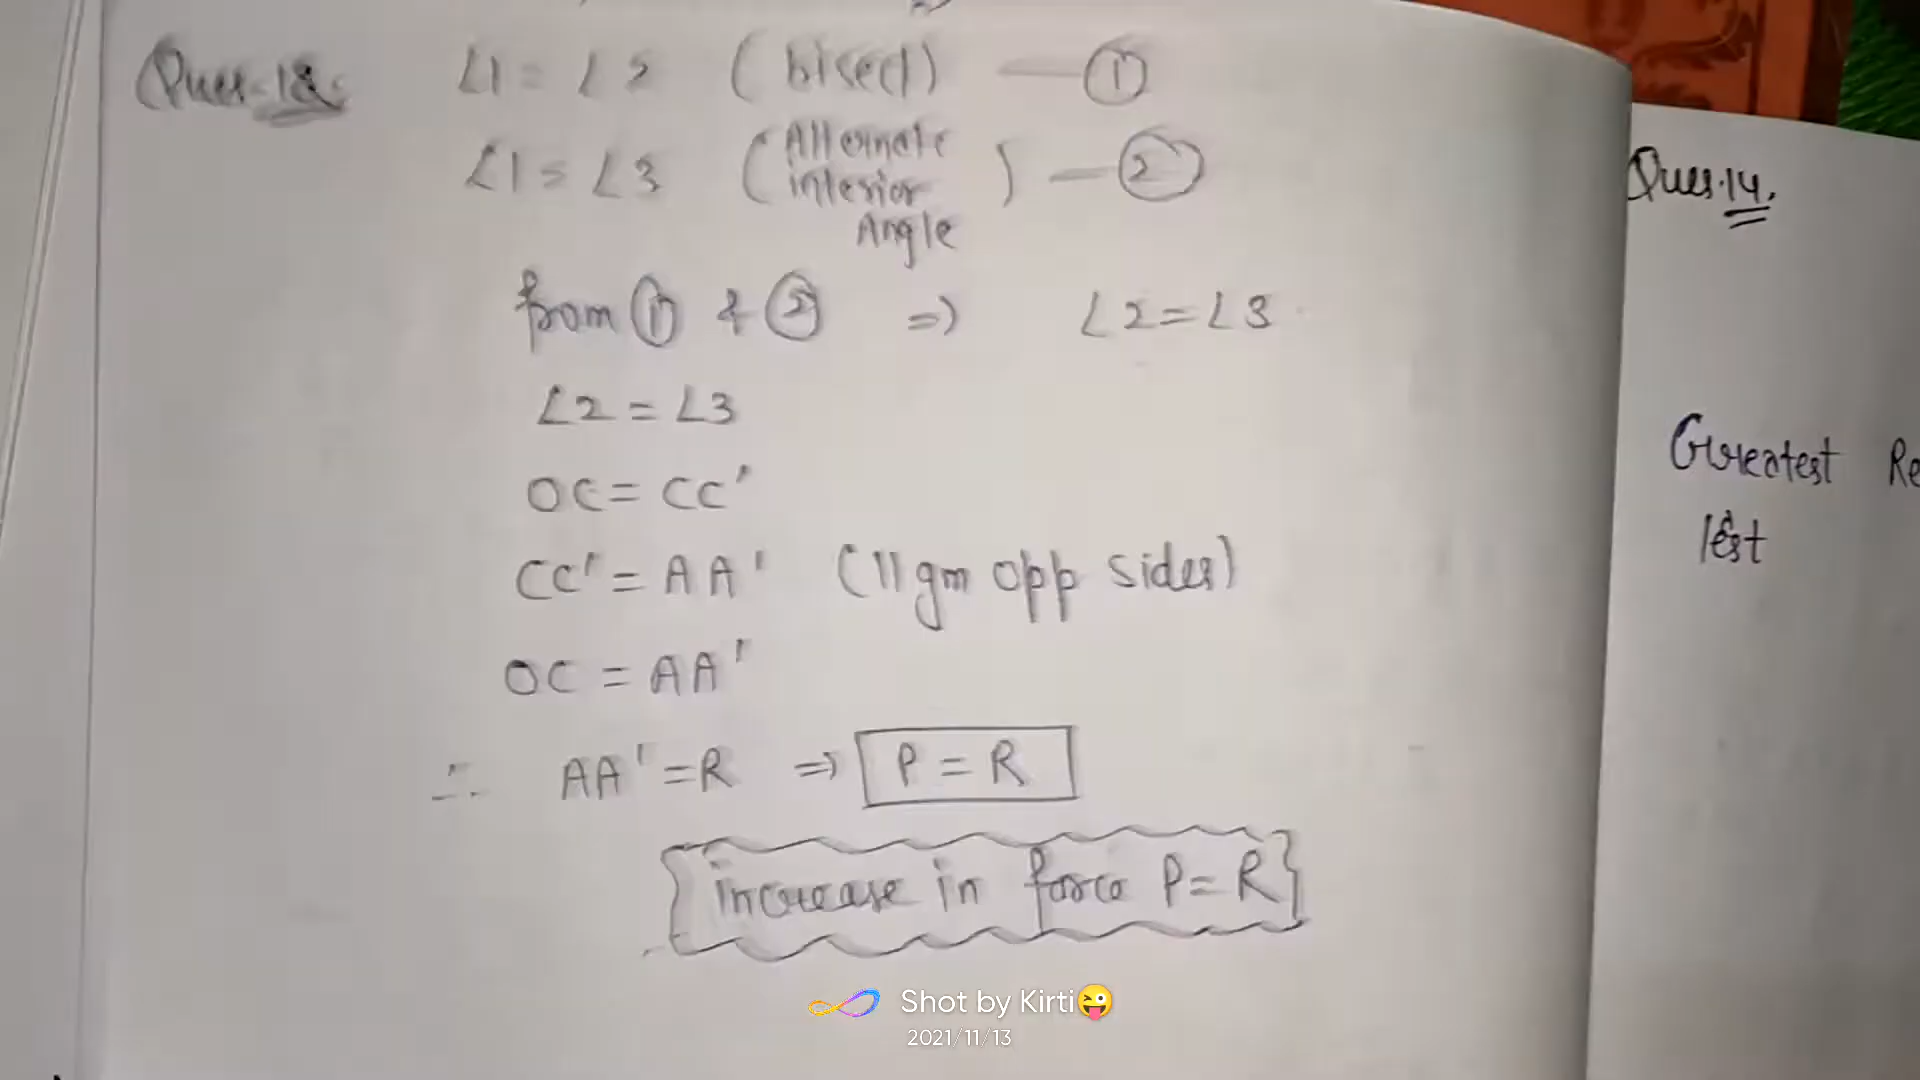 Ques.18.
∠1 = ∠2 (bisect) — ①
∠1 = ∠3 (Alternate interior Angle) — ②
from ① & ② => ∠2 = ∠3
∠2 = ∠3
OC = CC'
CC' = AA' (||gm opp sides)
OC = AA'
∴ AA' = R => P = R
{increase in force P = R}
Ques.14.
Greatest Re
lest
Shot by Kirti😜
2021/11/13